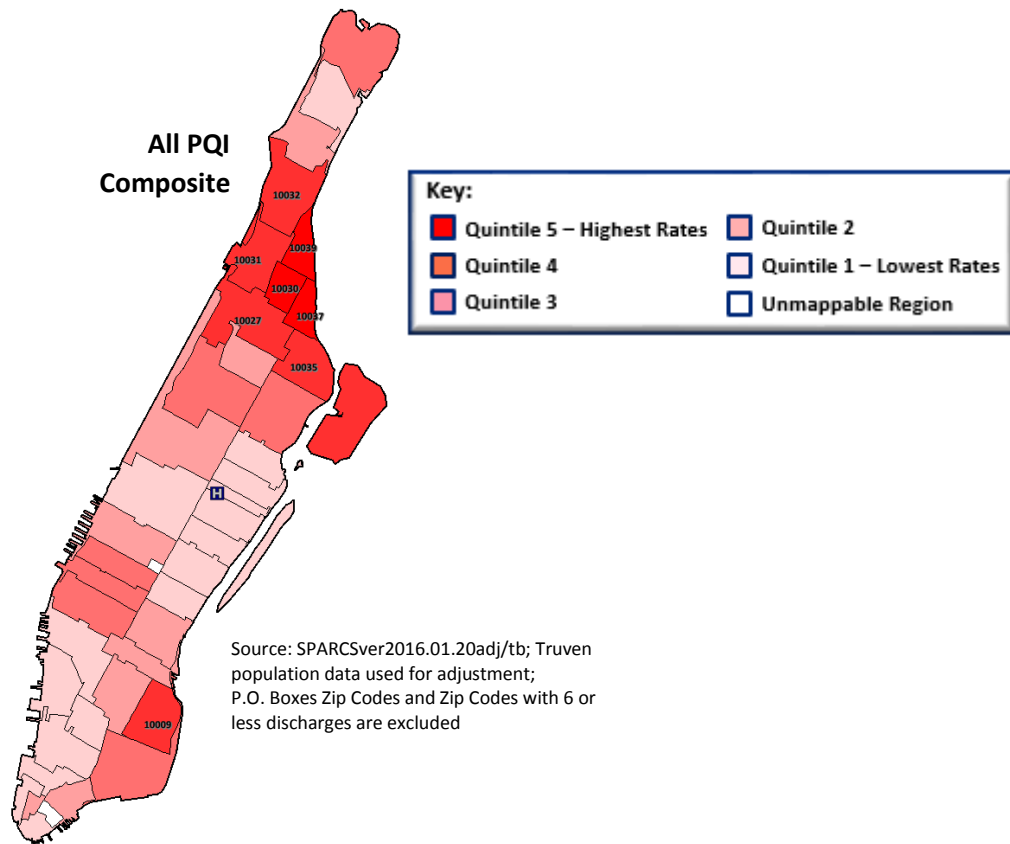 All PQI
Composite
10032
10039
10031
10030
10037
10027
10035
H
10009
Key:
Quintile 5 – Highest Rates
Quintile 2
Quintile 4
Quintile 1 – Lowest Rates
Quintile 3
Unmappable Region
Source: SPARCSver2016.01.20adj/tb; Truven
population data used for adjustment;
P.O. Boxes Zip Codes and Zip Codes with 6 or
less discharges are excluded